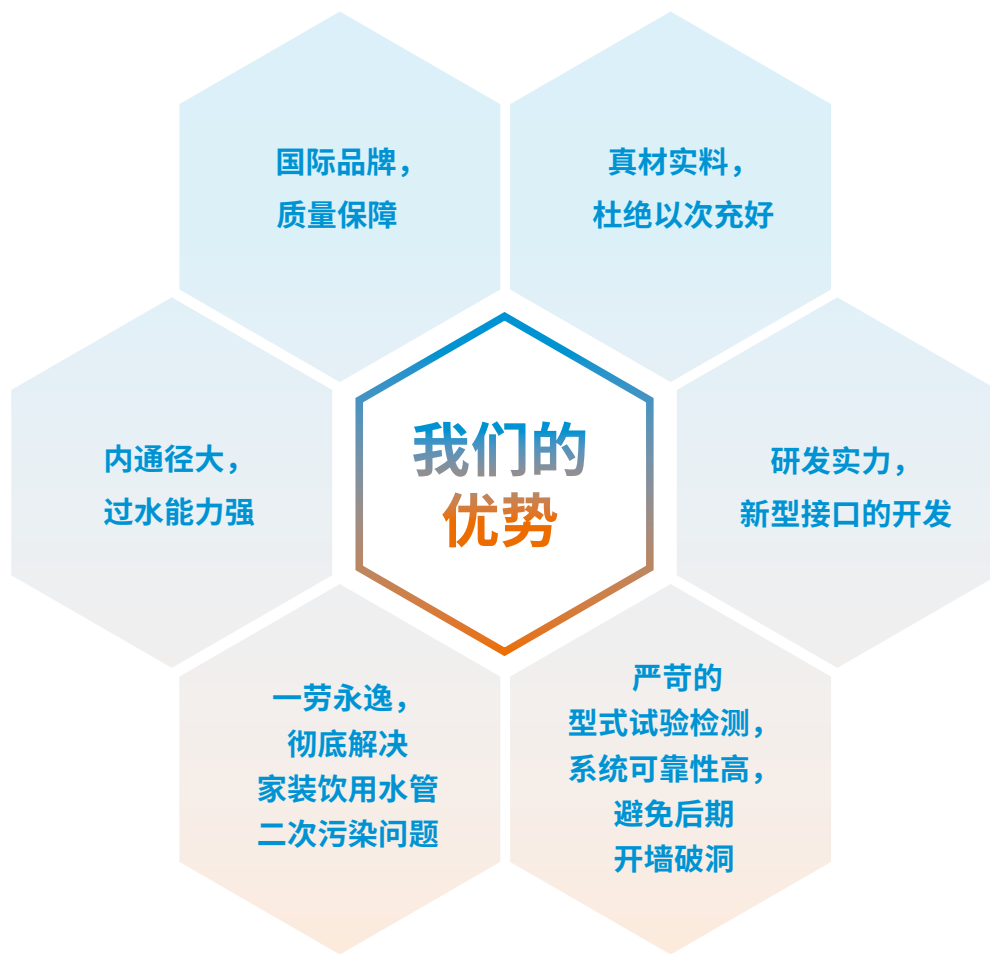 国际品牌，
质量保障
真材实料，
杜绝以次充好
内通径大，
过水能力强
我们的
优势
研发实力，
新型接口的开发
一劳永逸，
彻底解决
家装饮用水管
二次污染问题
严苛的
型式试验检测，
系统可靠性高，
避免后期
开墙破洞